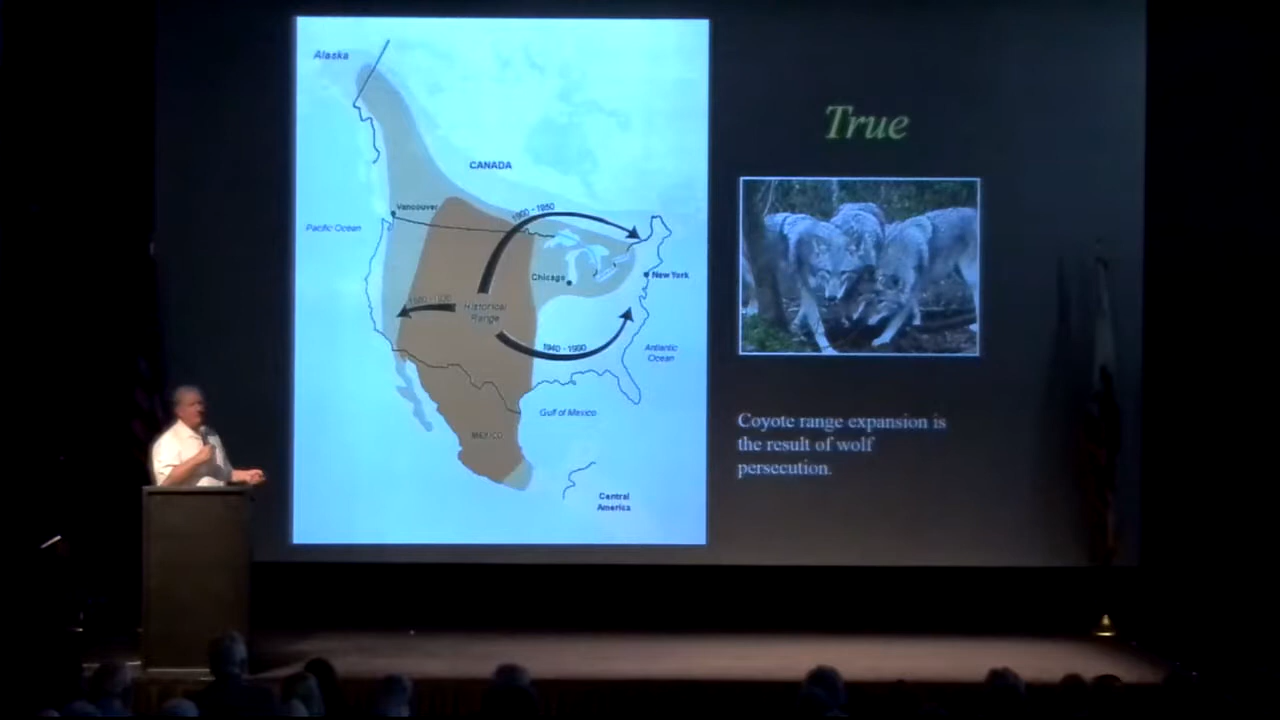 Alaska
CANADA
Vancouver
1900 - 1950
Pacific Ocean
Chicago
New York
Historical
Range
1940 - 1990
Atlantic
Ocean
Gulf of Mexico
MEXICO
Central
America
True
Coyote range expansion is
the result of wolf
persecution.